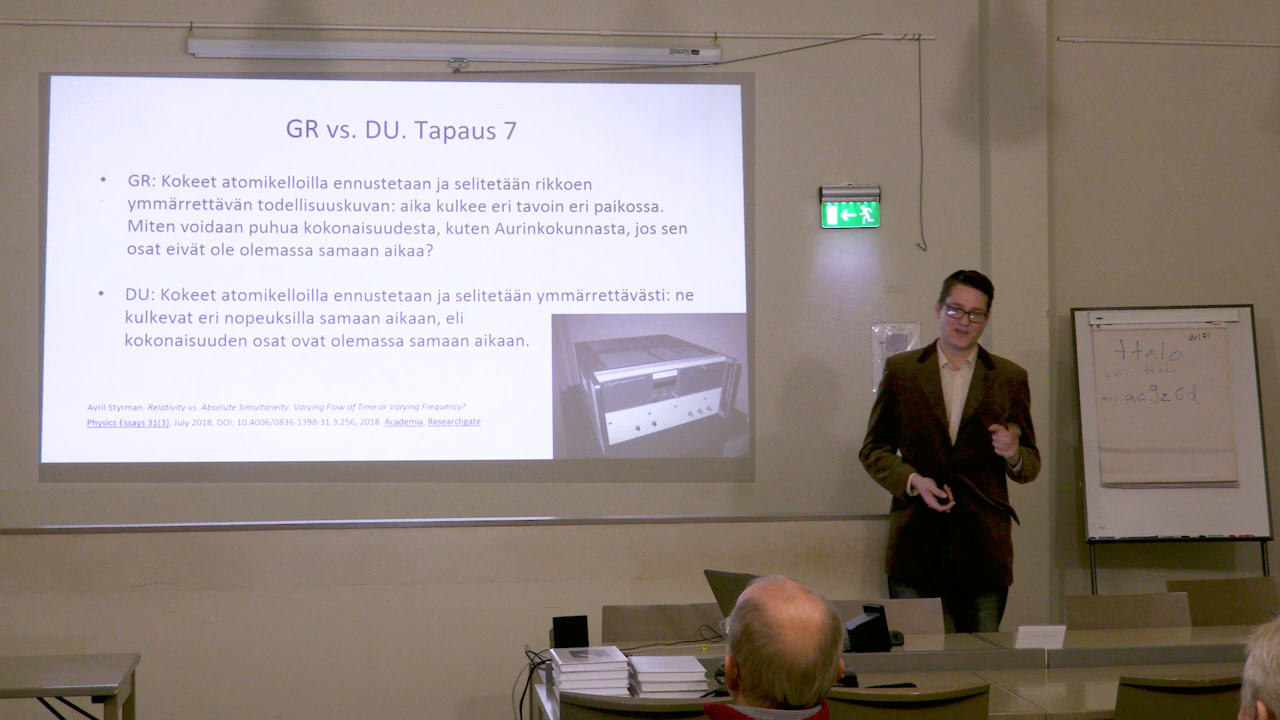 GR vs. DU. Tapaus 7
• GR: Kokeet atomikelloilla ennustetaan ja selitetään rikkoen
ymmärrettävän todellisuuskuvan: aika kulkee eri tavoin eri paikossa.
Miten voidaan puhua kokonaisuudesta, kuten Aurinkokunnasta, jos sen
osat eivät ole olemassa samaan aikaa?
• DU: Kokeet atomikelloilla ennustetaan ja selitetään ymmärrettävästi: ne
kulkevat eri nopeuksilla samaan aikaan, eli
kokonaisuuden osat ovat olemassa samaan aikaan.
Avril Styrman. Relativity vs. Absolute Simultaneity: Varying Flow of Time or Varying Frequency?
Physics Essays 31(3), July 2018, DOI: 10.4006/0836-1398-31.3.256, 2018. Academia, Researchgate
WIFI